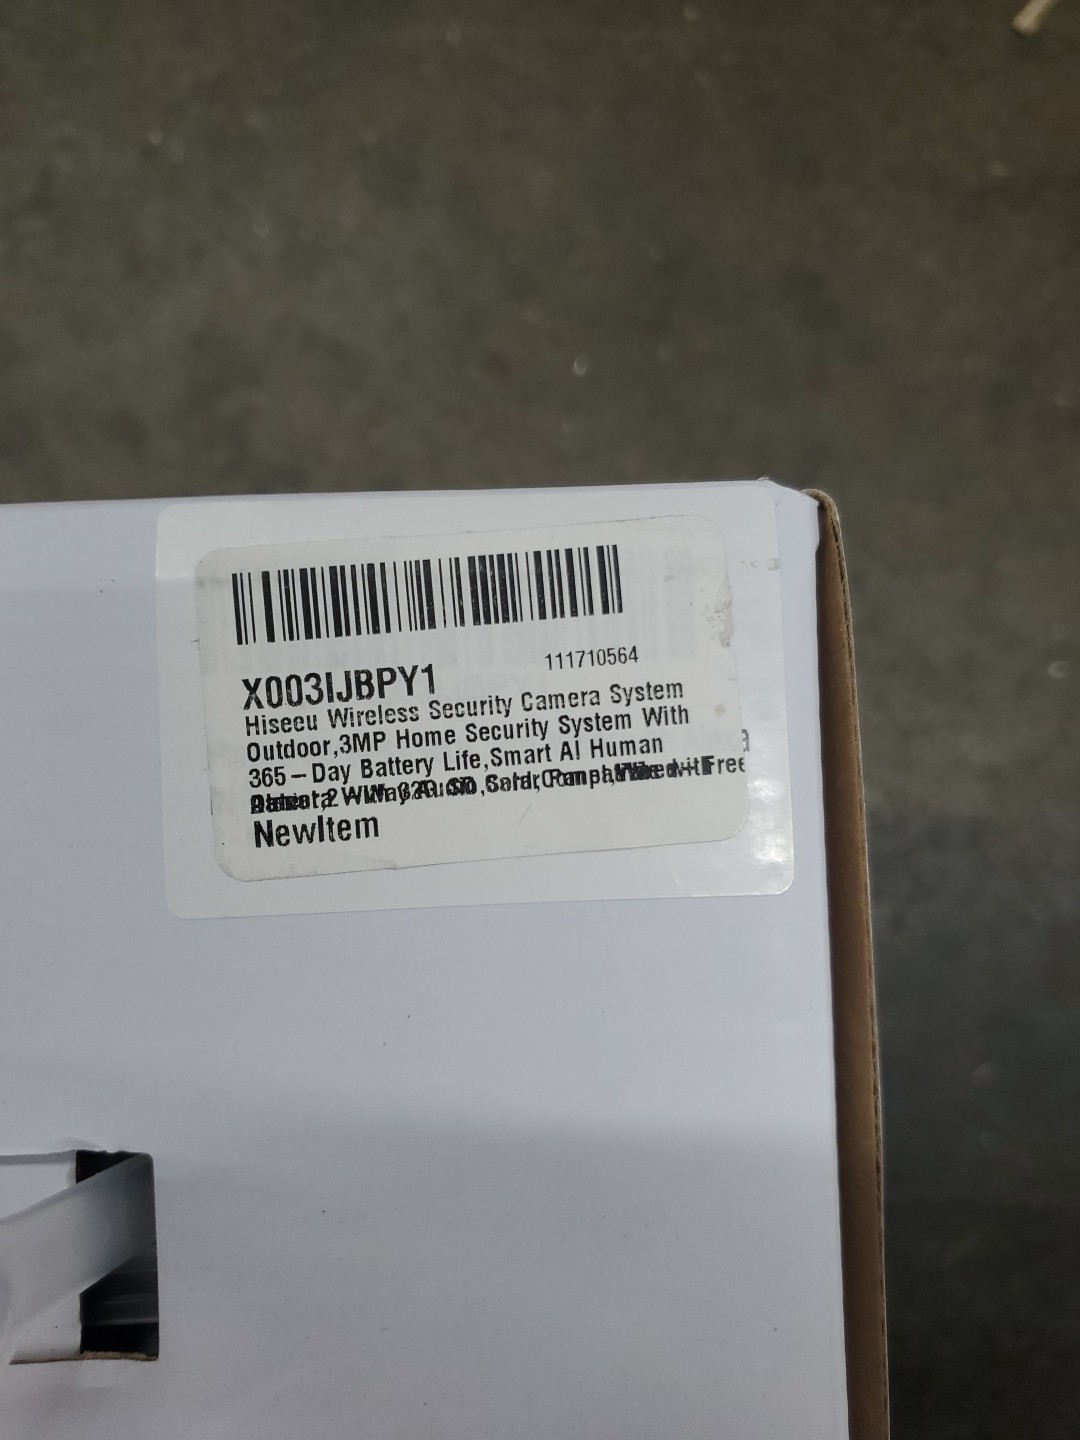 111710564
X003IJBPY1
Hiseeu Wireless Security Camera System
Outdoor,3MP Home Security System With
365-Day Battery Life,Smart AI Human
Free
NewItem